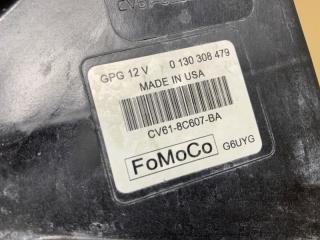 GPG 12 V 0 130 308 479
MADE IN USA
CV61-8C607-BA
FoMoCo G6UYG